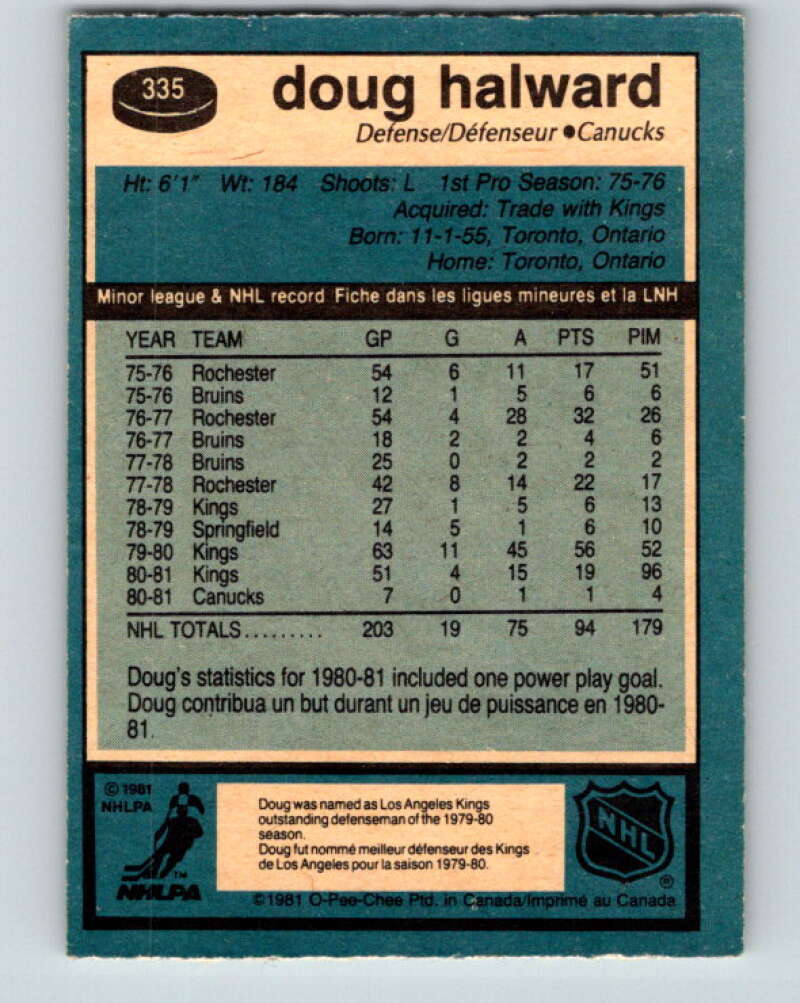 335
doug halward
Defense/Défenseur ●Canucks
Ht: 6'1" Wt: 184 Shoots: L 1st Pro Season: 75-76
Acquired: Trade with Kings
Born: 11-1-55, Toronto, Ontario
Home: Toronto, Ontario
Minor league & NHL record Fiche dans les ligues mineures et la LNH
YEAR TEAM GP G A PTS PIM
75-76 Rochester 54 6 11 17 51
75-76 Bruins 12 1 5 6 6
76-77 Rochester 54 4 28 32 26
76-77 Bruins 18 2 2 4 6
77-78 Bruins 25 0 2 2 2
77-78 Rochester 42 8 14 22 17
78-79 Kings 27 1 5 6 13
78-79 Springfield 14 5 1 6 10
79-80 Kings 63 11 45 56 52
80-81 Kings 51 4 15 19 96
80-81 Canucks 7 0 1 1 4
NHL TOTALS......... 203 19 75 94 179
Doug's statistics for 1980-81 included one power play goal.
Doug contribua un but durant un jeu de puissance en 1980-
81.
© 1981
NHLPA
TM
NHLPA
Doug was named as Los Angeles Kings
outstanding defenseman of the 1979-80
season.
Doug fut nommé meilleur défenseur des Kings
de Los Angeles pour la saison 1979-80.
NHL
®
©1981 O-Pee-Chee Ptd. in Canada/Imprimé au Canada